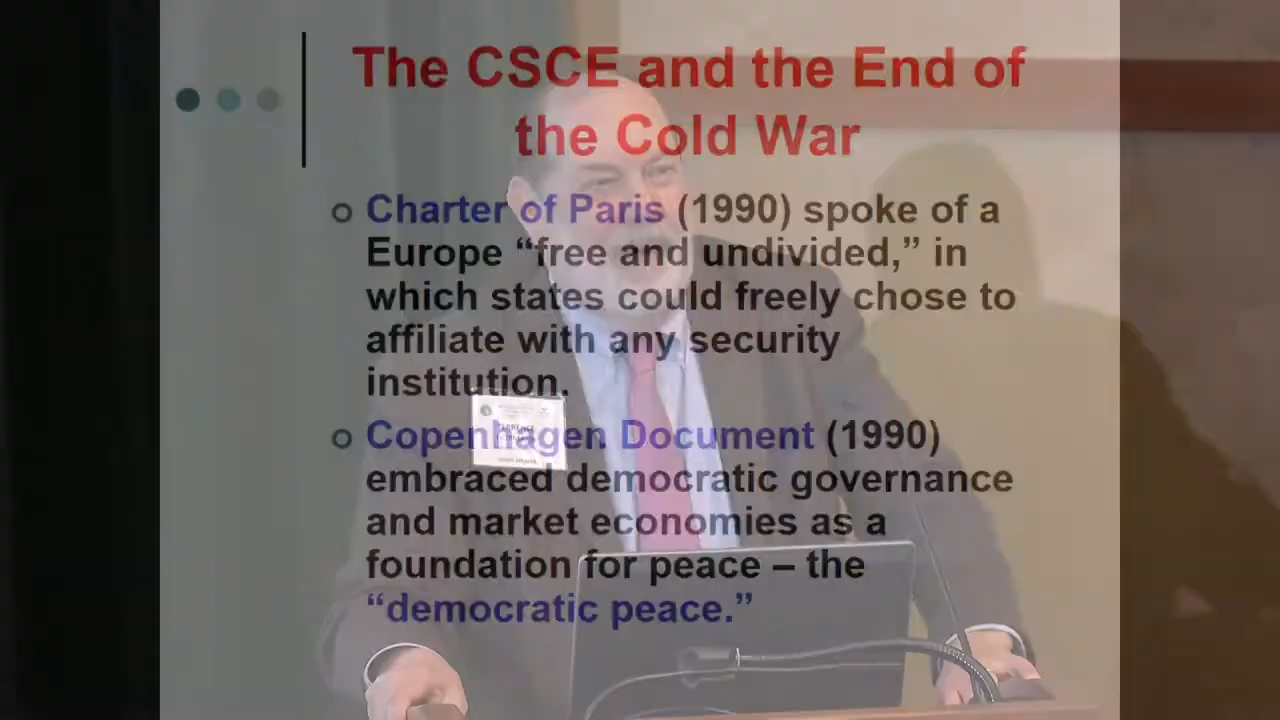 The CSCE and the End of
the Cold War
Charter of Paris (1990) spoke of a
Europe “free and undivided,” in
which states could freely chose to
affiliate with any security
institution.
Copenhagen Document (1990)
embraced democratic governance
and market economies as a
foundation for peace – the
“democratic peace.”